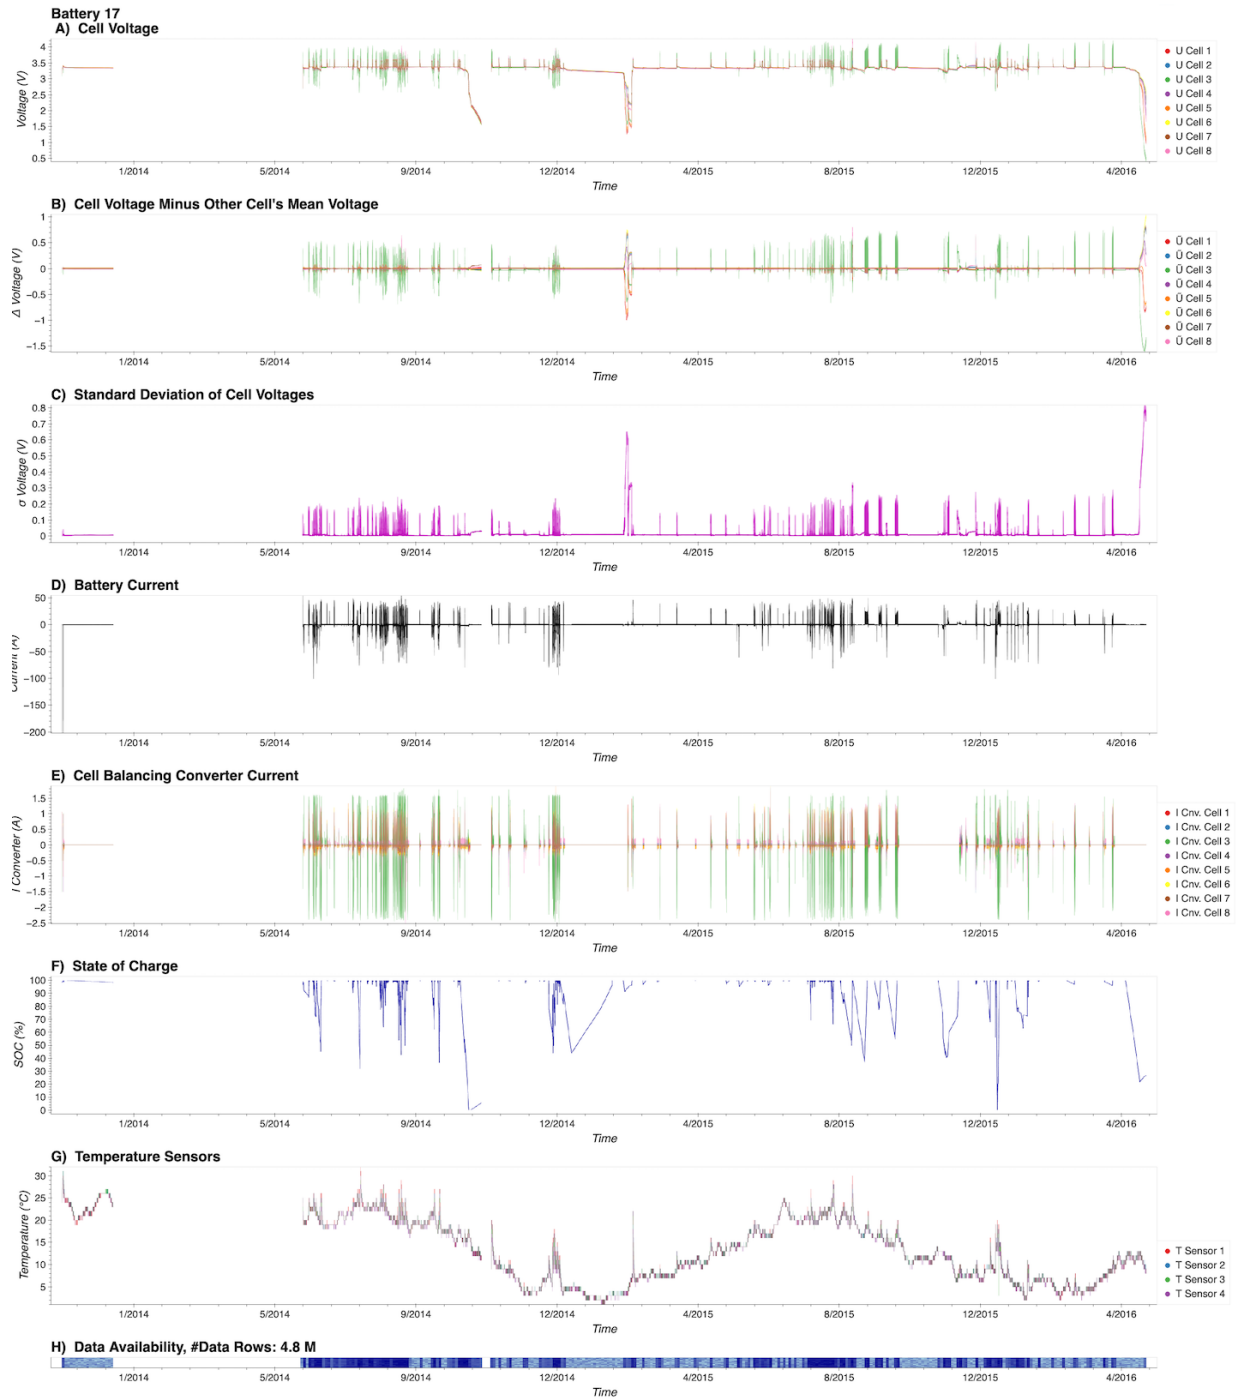 Battery 17
A) Cell Voltage
4
3.5
3
2.5
2
1.5
1
0.5
Voltage (V)
1/2014 5/2014 9/2014 12/2014 4/2015 8/2015 12/2015 4/2016
Time
U Cell 1
U Cell 2
U Cell 3
U Cell 4
U Cell 5
U Cell 6
U Cell 7
U Cell 8
B) Cell Voltage Minus Other Cell's Mean Voltage
1
0.5
0
−0.5
−1
−1.5
Δ Voltage (V)
1/2014 5/2014 9/2014 12/2014 4/2015 8/2015 12/2015 4/2016
Time
Ũ Cell 1
Ũ Cell 2
Ũ Cell 3
Ũ Cell 4
Ũ Cell 5
Ũ Cell 6
Ũ Cell 7
Ũ Cell 8
C) Standard Deviation of Cell Voltages
0.8
0.7
0.6
0.5
0.4
0.3
0.2
0.1
0
σ Voltage (V)
1/2014 5/2014 9/2014 12/2014 4/2015 8/2015 12/2015 4/2016
Time
D) Battery Current
50
0
−50
−100
−150
−200
Current (A)
1/2014 5/2014 9/2014 12/2014 4/2015 8/2015 12/2015 4/2016
Time
E) Cell Balancing Converter Current
1.5
1
0.5
0
−0.5
−1
−1.5
−2
−2.5
I Converter (A)
1/2014 5/2014 9/2014 12/2014 4/2015 8/2015 12/2015 4/2016
Time
I Cnv. Cell 1
I Cnv. Cell 2
I Cnv. Cell 3
I Cnv. Cell 4
I Cnv. Cell 5
I Cnv. Cell 6
I Cnv. Cell 7
I Cnv. Cell 8
F) State of Charge
100
90
80
70
60
50
40
30
20
10
0
SOC (%)
1/2014 5/2014 9/2014 12/2014 4/2015 8/2015 12/2015 4/2016
Time
G) Temperature Sensors
30
25
20
15
10
5
Temperature (°C)
1/2014 5/2014 9/2014 12/2014 4/2015 8/2015 12/2015 4/2016
Time
T Sensor 1
T Sensor 2
T Sensor 3
T Sensor 4
H) Data Availability, #Data Rows: 4.8 M
1/2014 5/2014 9/2014 12/2014 4/2015 8/2015 12/2015 4/2016
Time